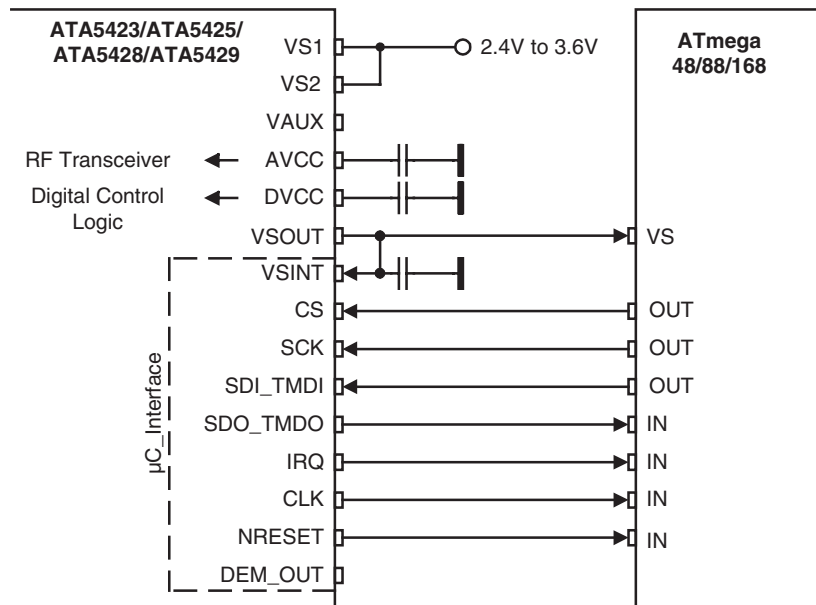 ATA5423/ATA5425/
ATA5428/ATA5429
VS1
2.4V to 3.6V
ATmega
48/88/168
VS2
VAUX
RF Transceiver
AVCC
Digital Control
Logic
DVCC
VSOUT
VS
VSINT
CS
OUT
SCK
OUT
SDI_TMDI
OUT
µC_Interface
SDO_TMDO
IN
IRQ
IN
CLK
IN
NRESET
IN
DEM_OUT